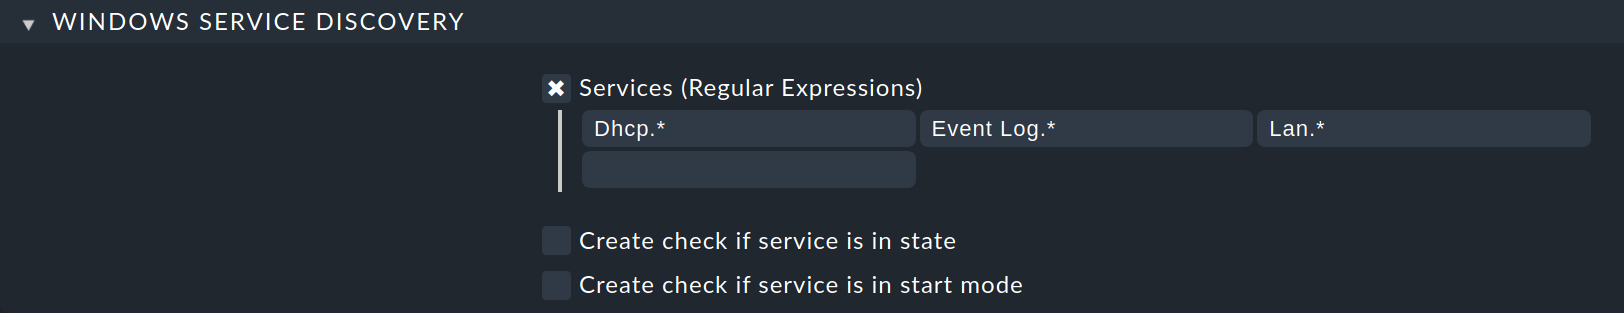 WINDOWS SERVICE DISCOVERY
Services (Regular Expressions)
Dhcp.* Event Log.* Lan.*
Create check if service is in state
Create check if service is in start mode